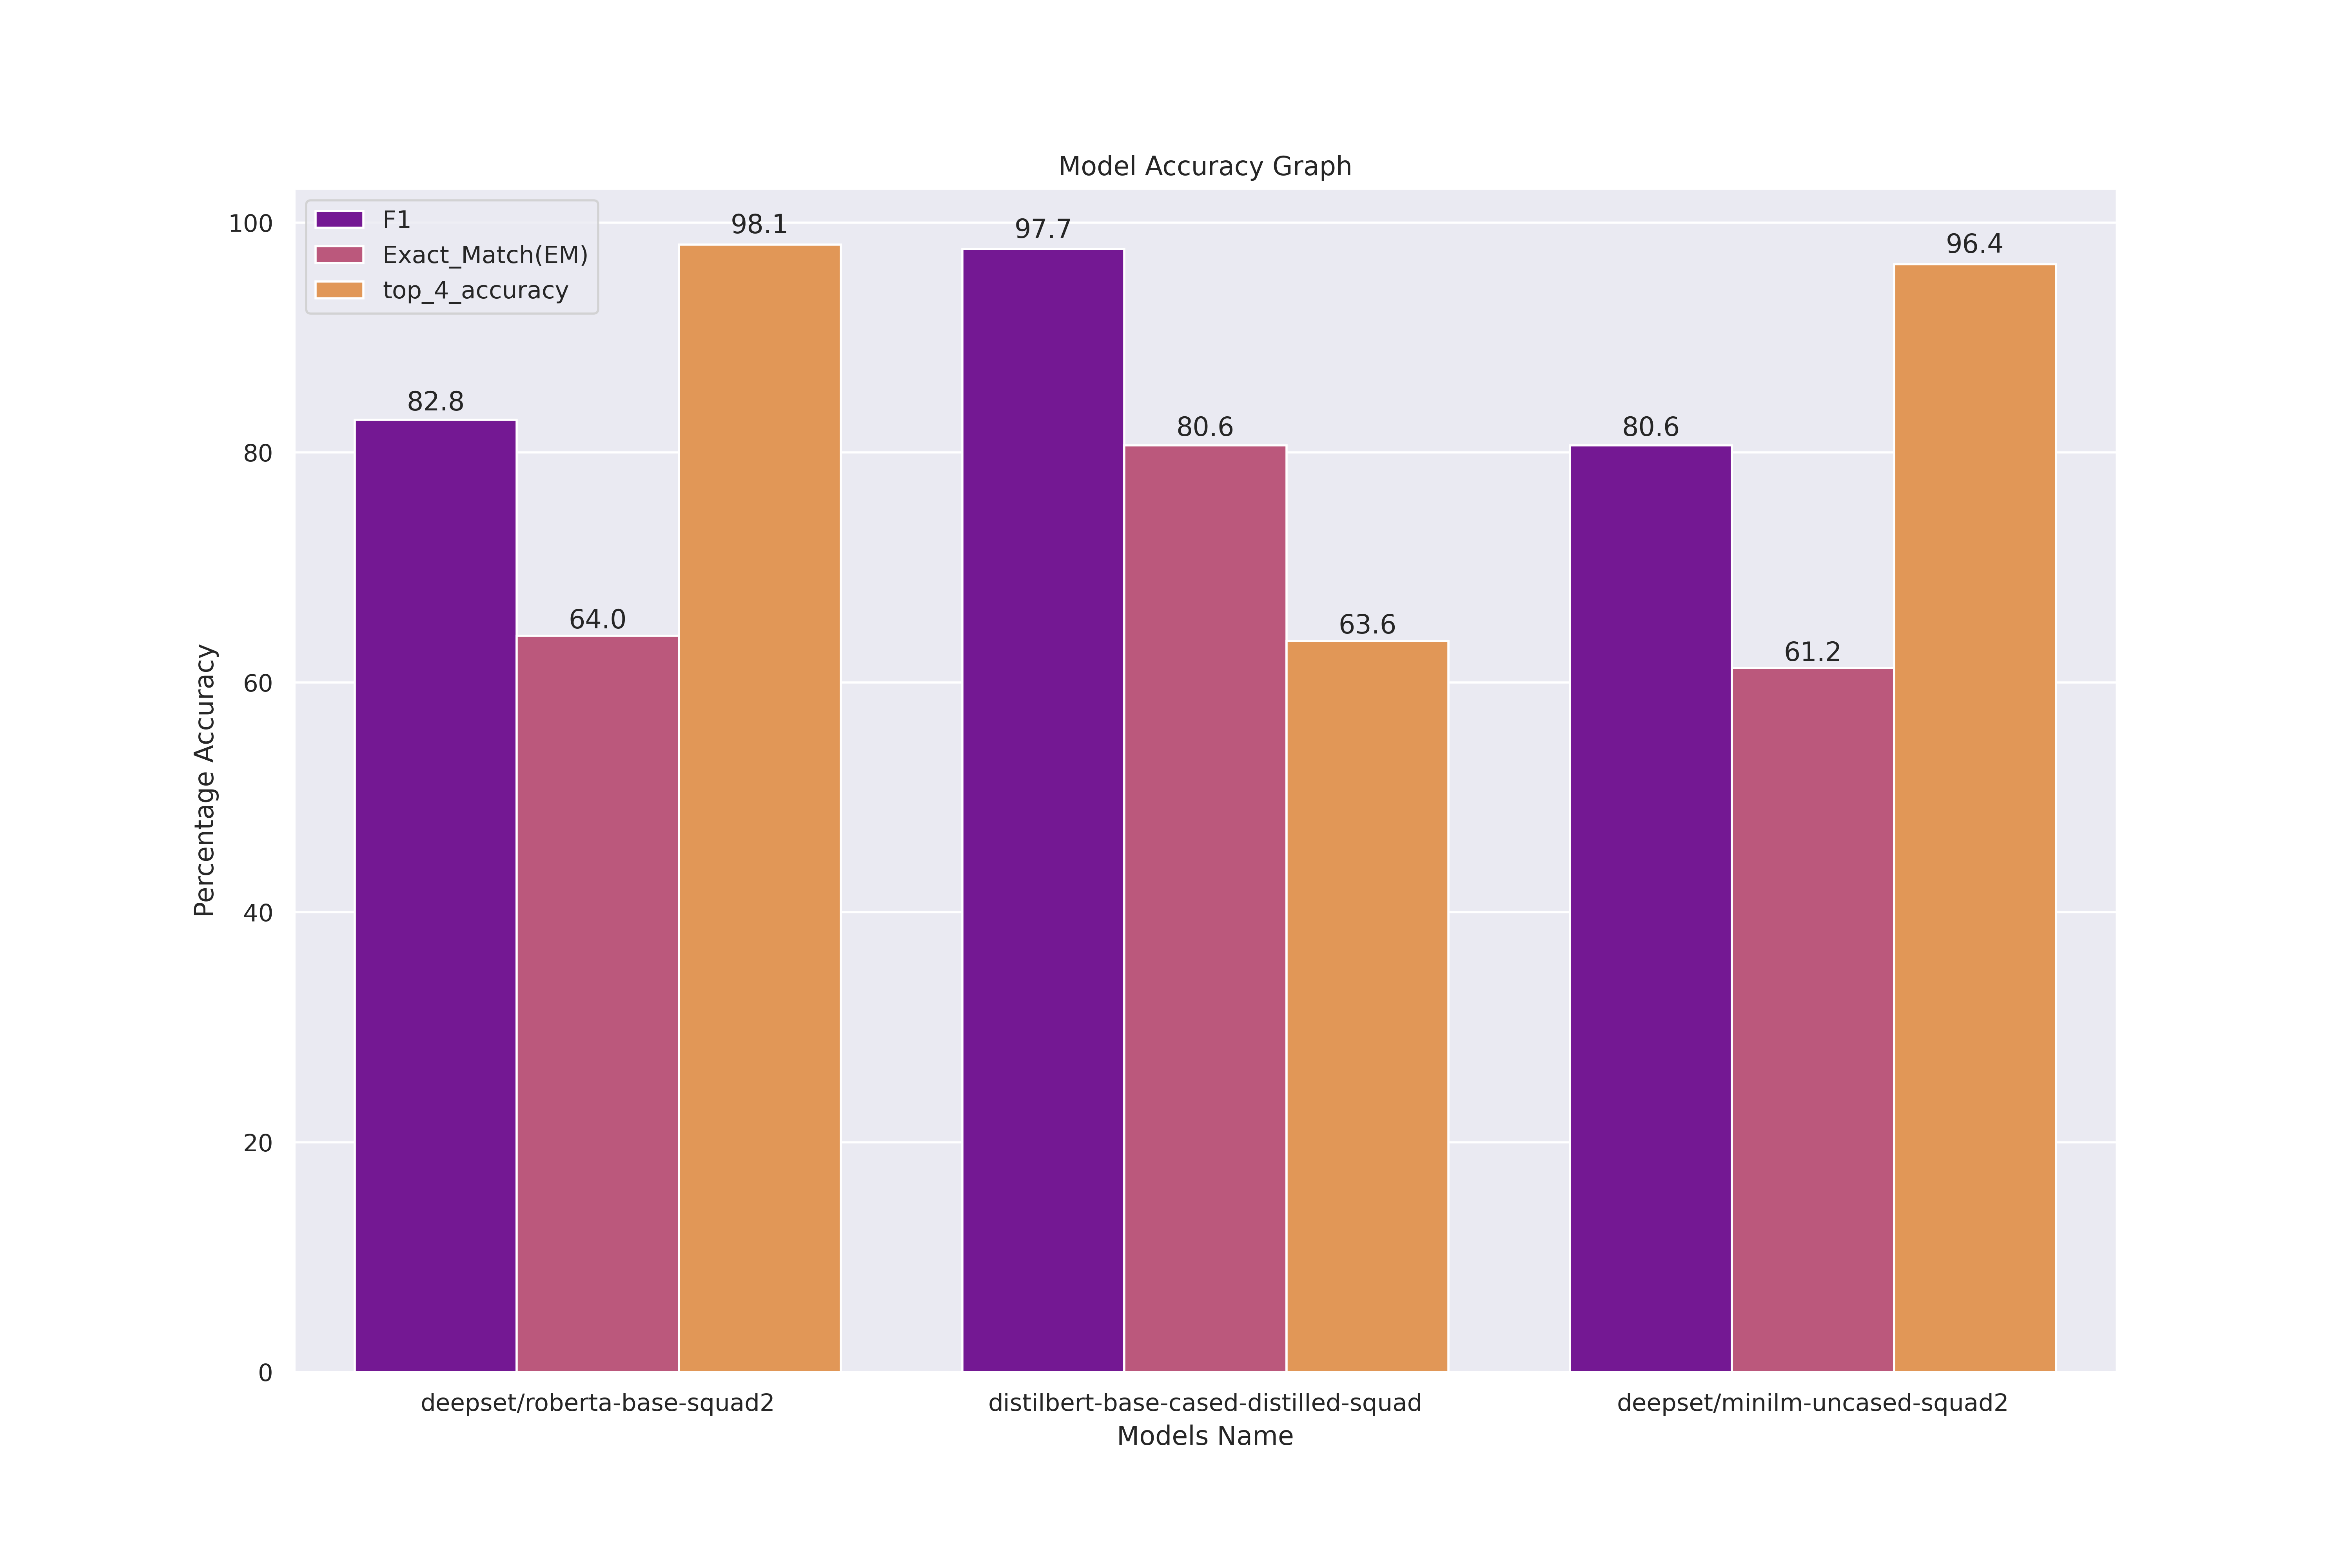 Model Accuracy Graph
F1
Exact_Match(EM)
top_4_accuracy
100
80
60
40
20
0
Percentage Accuracy
82.8
64.0
98.1
97.7
80.6
63.6
80.6
61.2
96.4
deepset/roberta-base-squad2
distilbert-base-cased-distilled-squad
deepset/minilm-uncased-squad2
Models Name